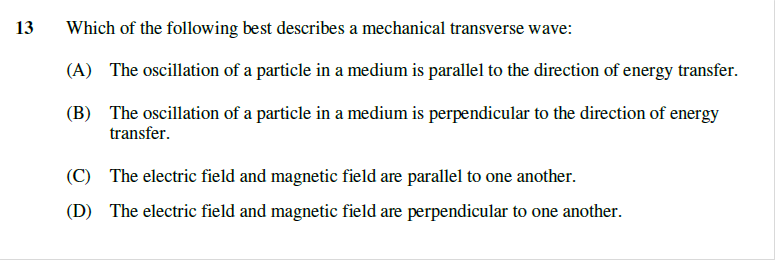 13 Which of the following best describes a mechanical transverse wave:
(A) The oscillation of a particle in a medium is parallel to the direction of energy transfer.
(B) The oscillation of a particle in a medium is perpendicular to the direction of energy
transfer.
(C) The electric field and magnetic field are parallel to one another.
(D) The electric field and magnetic field are perpendicular to one another.